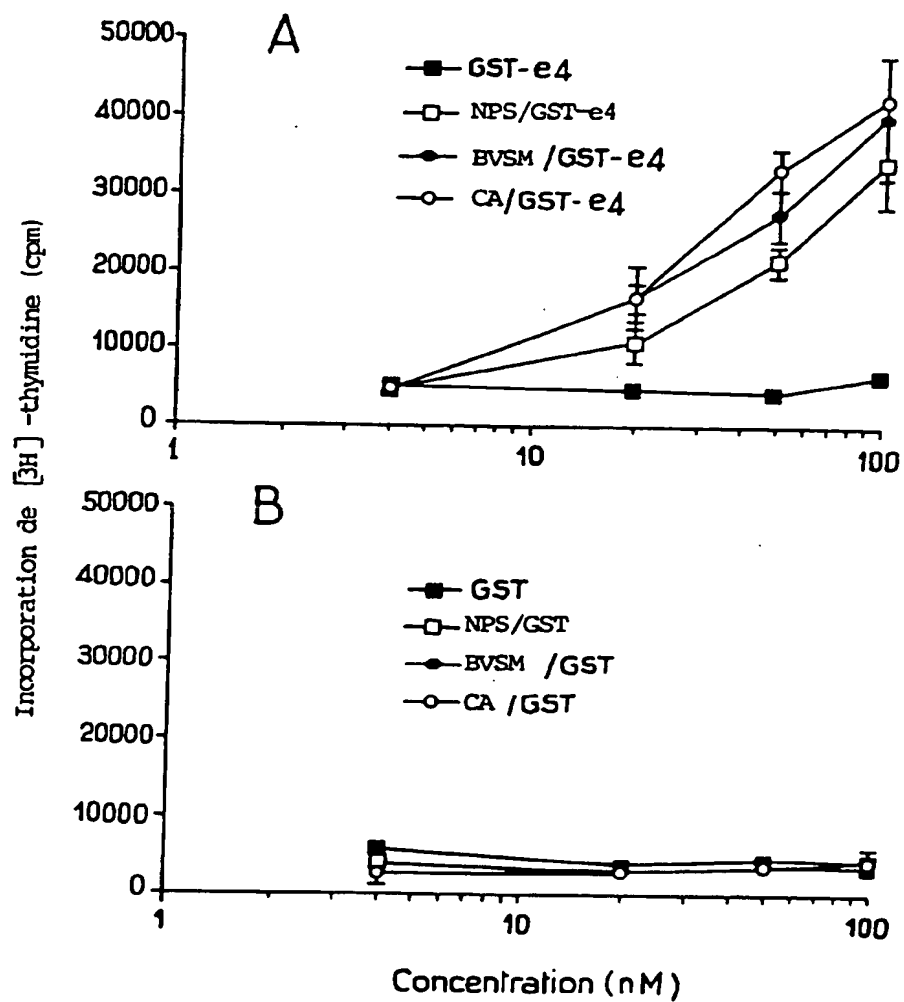 Incorporation de [3H] -thymidine (cpm)
A
50000
40000
30000
20000
10000
0
GST-e4
NPS/GST-e4
BVSM /GST-e4
CA/GST-e4
1
10
100
B
50000
40000
30000
20000
10000
0
GST
NPS/GST
BVSM /GST
CA /GST
1
10
100
Concentration (nM)